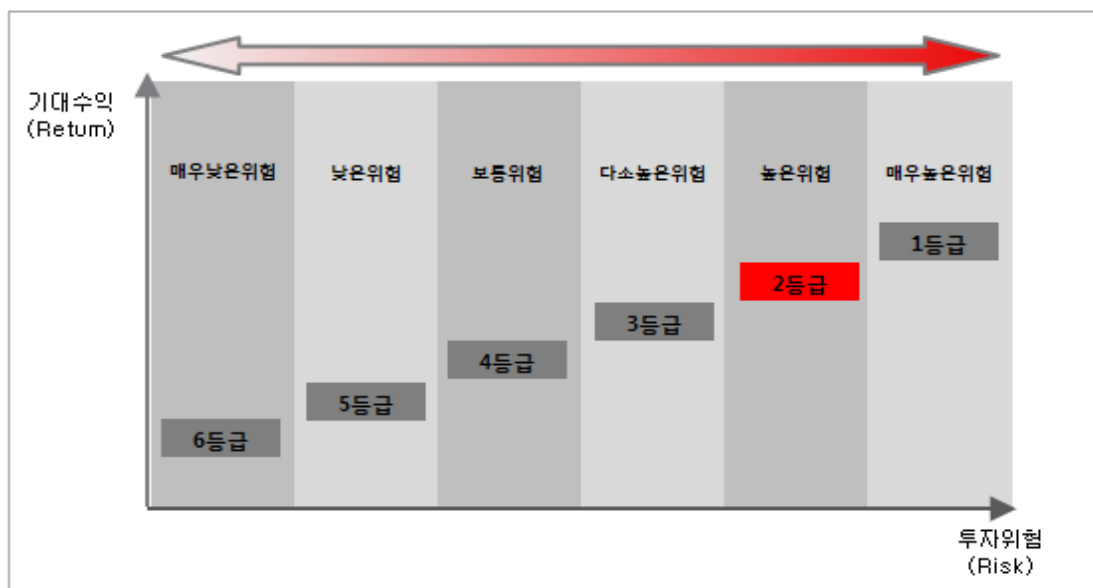 기대수익
(Return)
매우낮은위험
낮은위험
보통위험
다소높은위험
높은위험
매우높은위험
1등급
2등급
3등급
4등급
5등급
6등급
투자위험
(Risk)